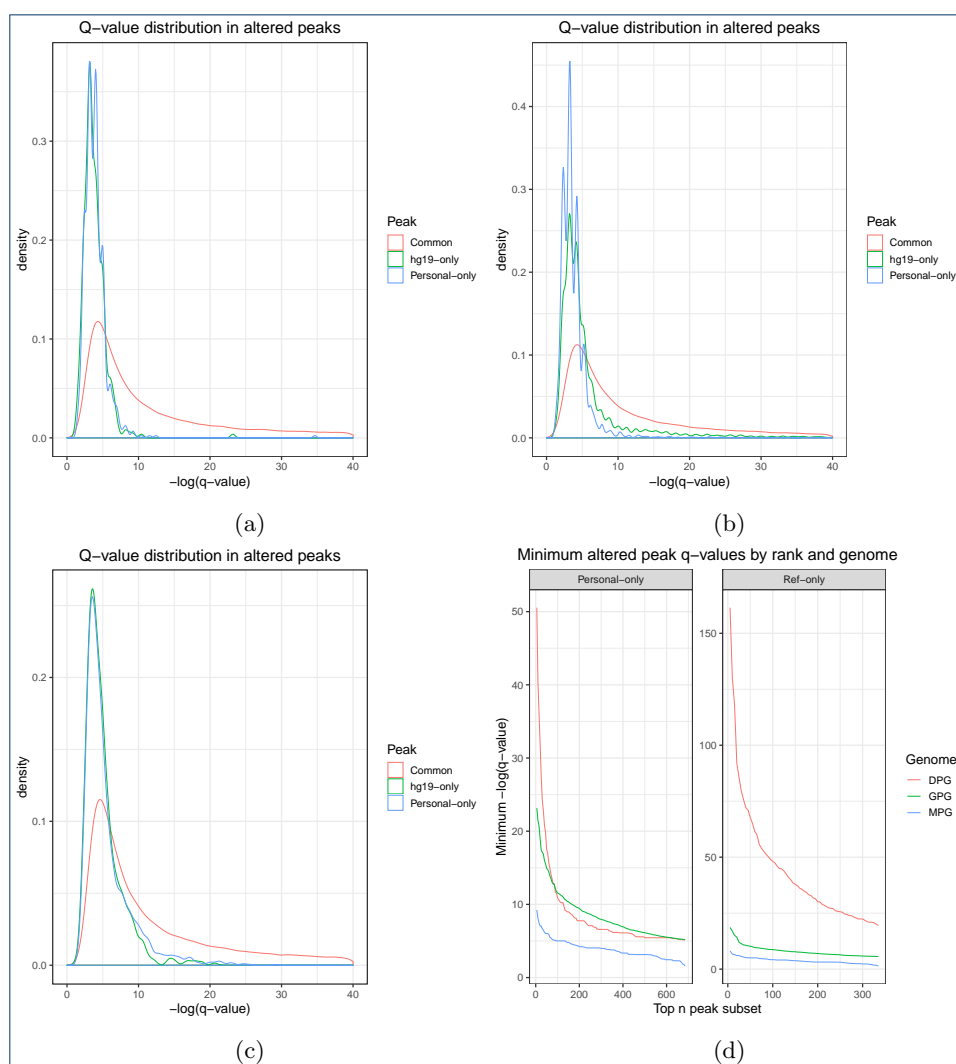 Q−value distribution in altered peaks
density
0.3
0.2
0.1
0.0
0
10
20
30
40
−log(q−value)
Peak
Common
hg19−only
Personal−only
(a)
Q−value distribution in altered peaks
density
0.4
0.3
0.2
0.1
0.0
0
10
20
30
40
−log(q−value)
Peak
Common
hg19−only
Personal−only
(b)
Q−value distribution in altered peaks
density
0.2
0.1
0.0
0
10
20
30
40
−log(q−value)
Peak
Common
hg19−only
Personal−only
(c)
Minimum altered peak q−values by rank and genome
Personal−only
Ref−only
Minimum −log(q−value)
50
40
30
20
10
0
150
100
50
0
0
200
400
600
0
100
200
300
Top n peak subset
Genome
DPG
GPG
MPG
(d)